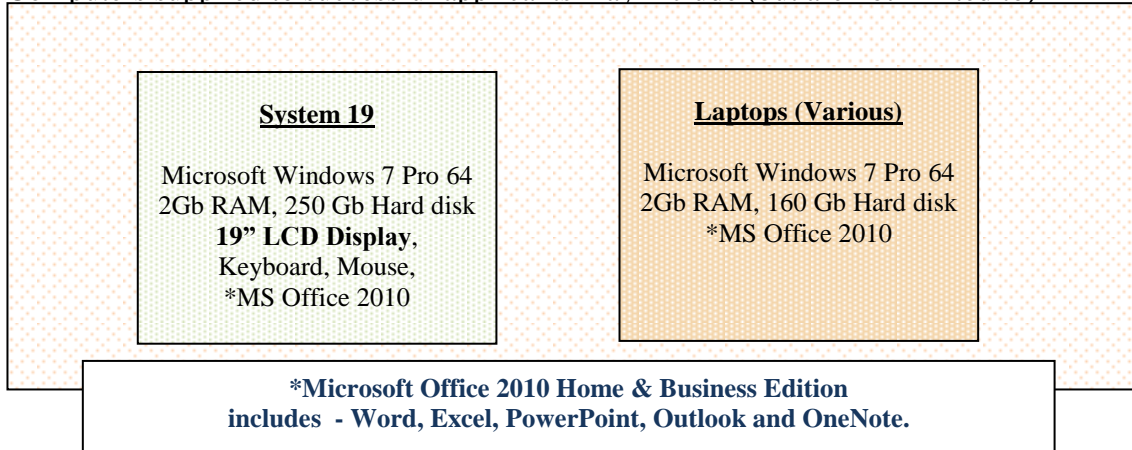 System 19
Microsoft Windows 7 Pro 64
2Gb RAM, 250 Gb Hard disk
19” LCD Display,
Keyboard, Mouse,
*MS Office 2010
Laptops (Various)
Microsoft Windows 7 Pro 64
2Gb RAM, 160 Gb Hard disk
*MS Office 2010
*Microsoft Office 2010 Home & Business Edition
includes - Word, Excel, PowerPoint, Outlook and OneNote.